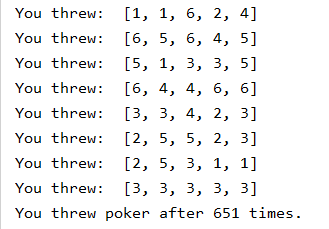 You threw:  [1, 1, 6, 2, 4]
You threw:  [6, 5, 6, 4, 5]
You threw:  [5, 1, 3, 3, 5]
You threw:  [6, 4, 4, 6, 6]
You threw:  [3, 3, 4, 2, 3]
You threw:  [2, 5, 5, 2, 3]
You threw:  [2, 5, 3, 1, 1]
You threw:  [3, 3, 3, 3, 3]
You threw poker after 651 times.